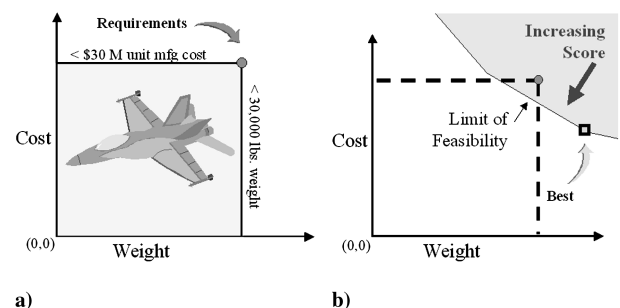 Requirements
< $30 M unit mfg cost
< 30,000 lbs. weight
Cost
(0,0)
Weight
a)
Increasing
Score
Limit of
Feasibility
Cost
Best
(0,0)
Weight
b)